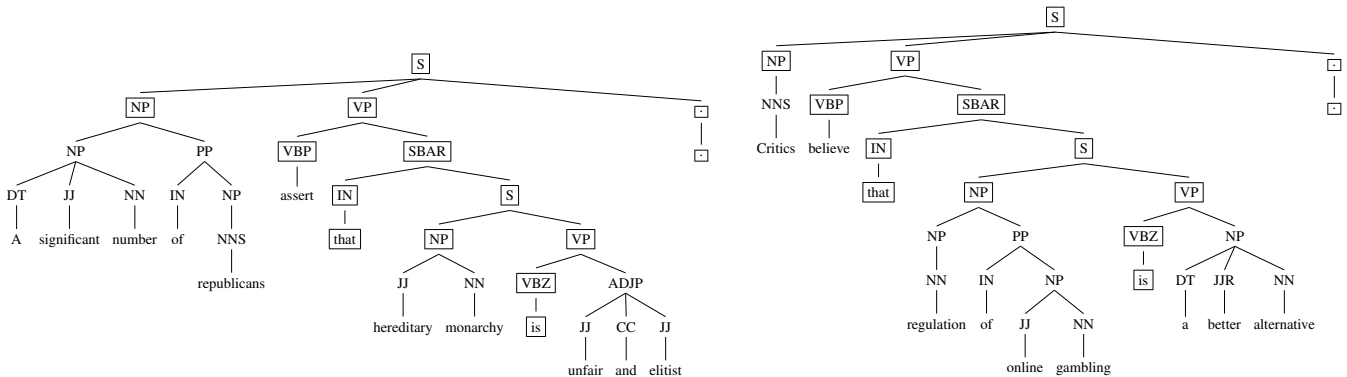 S
NP VP .
NP PP VBP SBAR .
DT JJ NN IN NP assert IN S
A significant number of NNS that NP VP
republicans JJ NN VBZ ADJP
hereditary monarchy is JJ CC JJ
unfair and elitist
S
NP VP .
NNS VBP SBAR .
Critics believe IN S
that NP VP
NP PP VBZ NP
NN IN NP is DT JJR NN
regulation of JJ NN a better alternative
online gambling